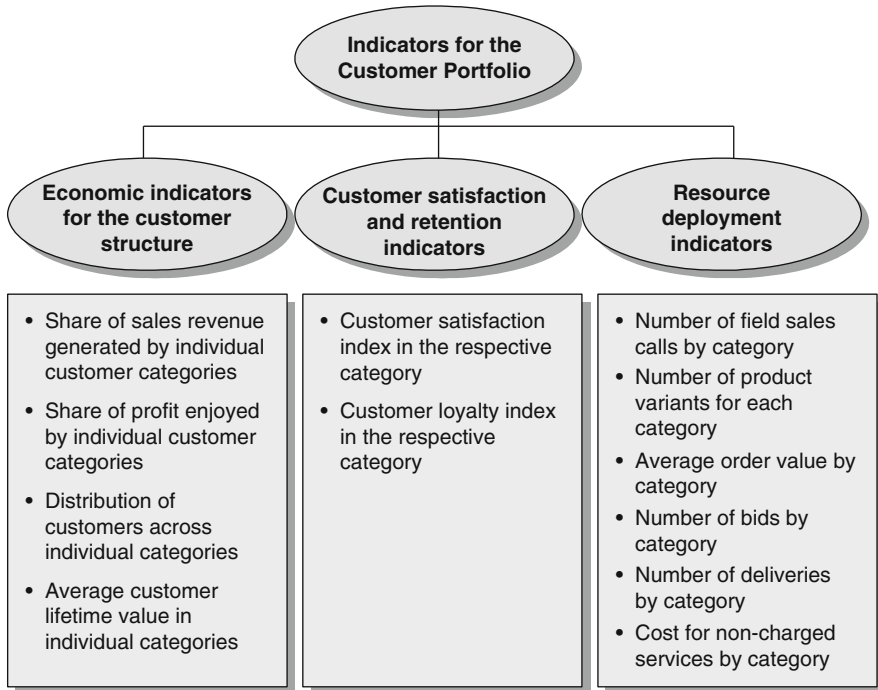 Indicators for the
Customer Portfolio
Economic indicators
for the customer
structure
Customer satisfaction
and retention
indicators
Resource
deployment
indicators
• Share of sales revenue
generated by individual
customer categories
• Share of profit enjoyed
by individual customer
categories
• Distribution of
customers across
individual categories
• Average customer
lifetime value in
individual categories
• Customer satisfaction
index in the respective
category
• Customer loyalty index
in the respective
category
• Number of field sales
calls by category
• Number of product
variants for each
category
• Average order value by
category
• Number of bids by
category
• Number of deliveries
by category
• Cost for non-charged
services by category